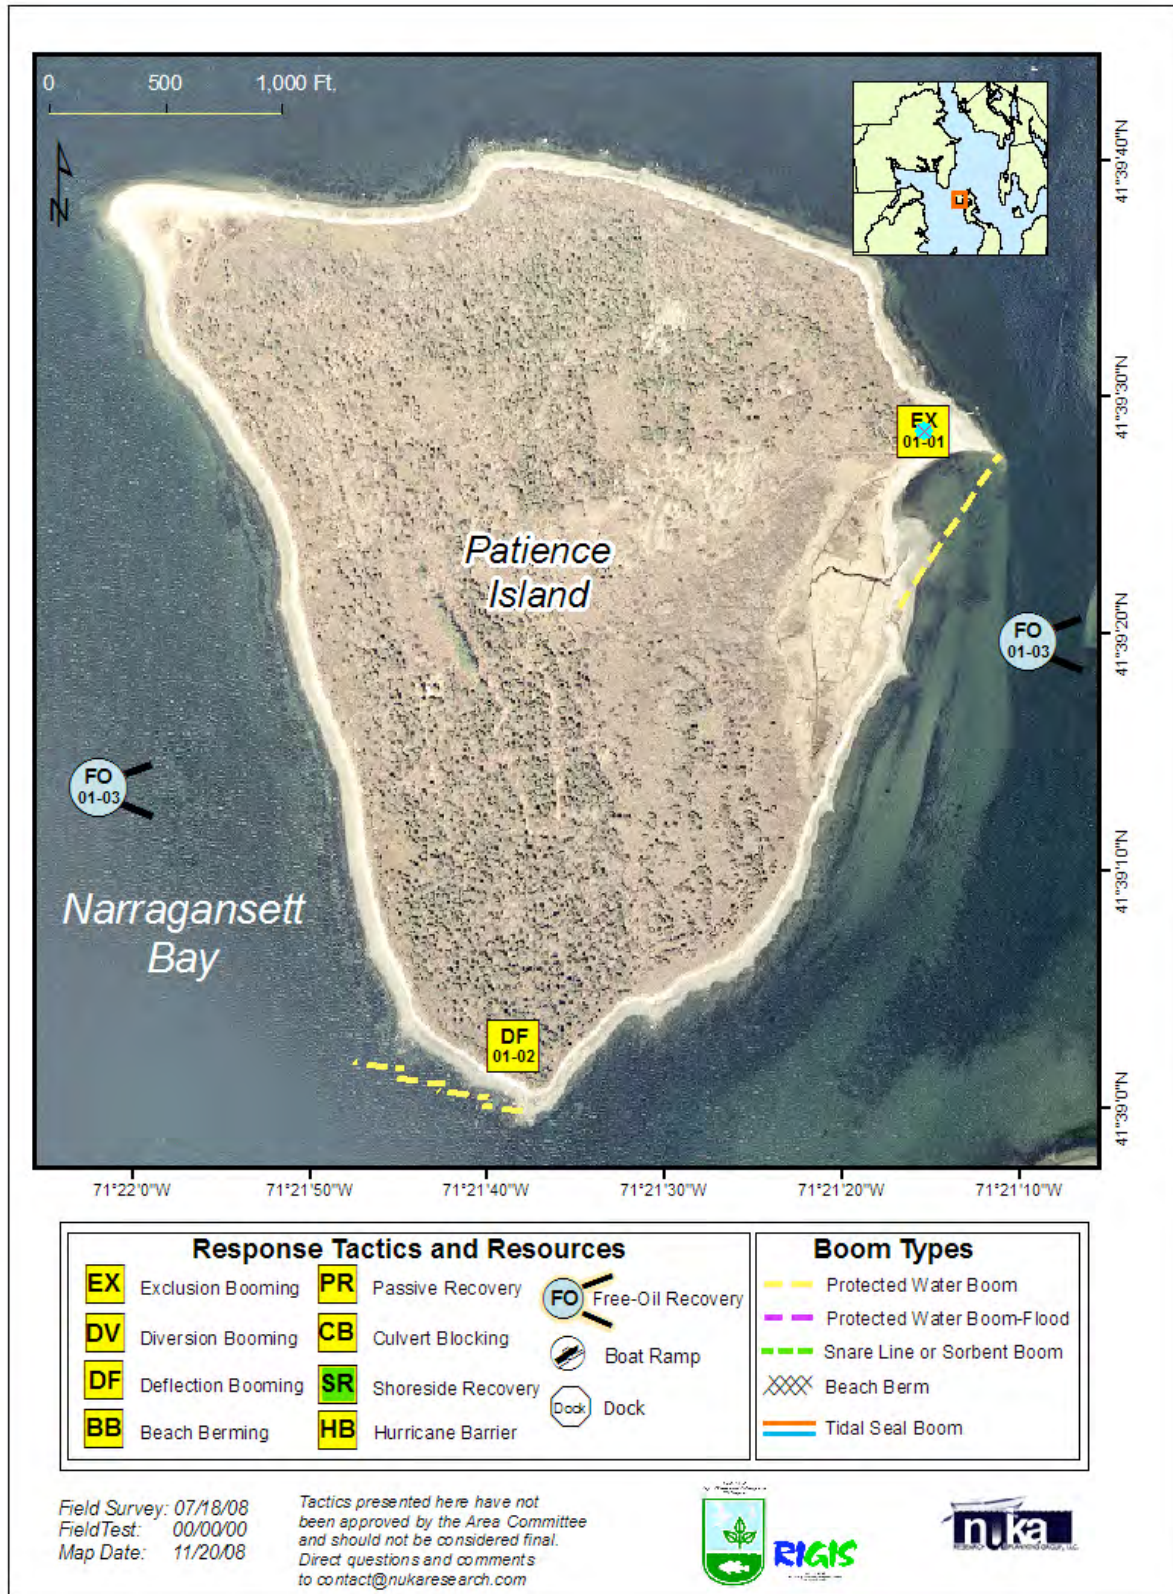 0 500 1,000 Ft.
N
41°39'40"N
41°39'30"N
EX
01-01
Patience
Island
41°39'20"N
FO
01-03
FO
01-03
41°39'10"N
Narragansett
Bay
DF
01-02
41°39'0"N
71°22'0"W 71°21'50"W 71°21'40"W 71°21'30"W 71°21'20"W 71°21'10"W
Response Tactics and Resources
EX Exclusion Booming
DV Diversion Booming
DF Deflection Booming
BB Beach Berming
PR Passive Recovery
CB Culvert Blocking
SR Shoreside Recovery
HB Hurricane Barrier
FO Free-Oil Recovery
Boat Ramp
Dock Dock
Boom Types
Protected Water Boom
Protected Water Boom-Flood
Snare Line or Sorbent Boom
Beach Berm
Tidal Seal Boom
Field Survey: 07/18/08
FieldTest: 00/00/00
Map Date: 11/20/08
Tactics presented here have not
been approved by the Area Committee
and should not be considered final.
Direct questions and comments
to contact@nukaresearch.com
RIGIS
nuka